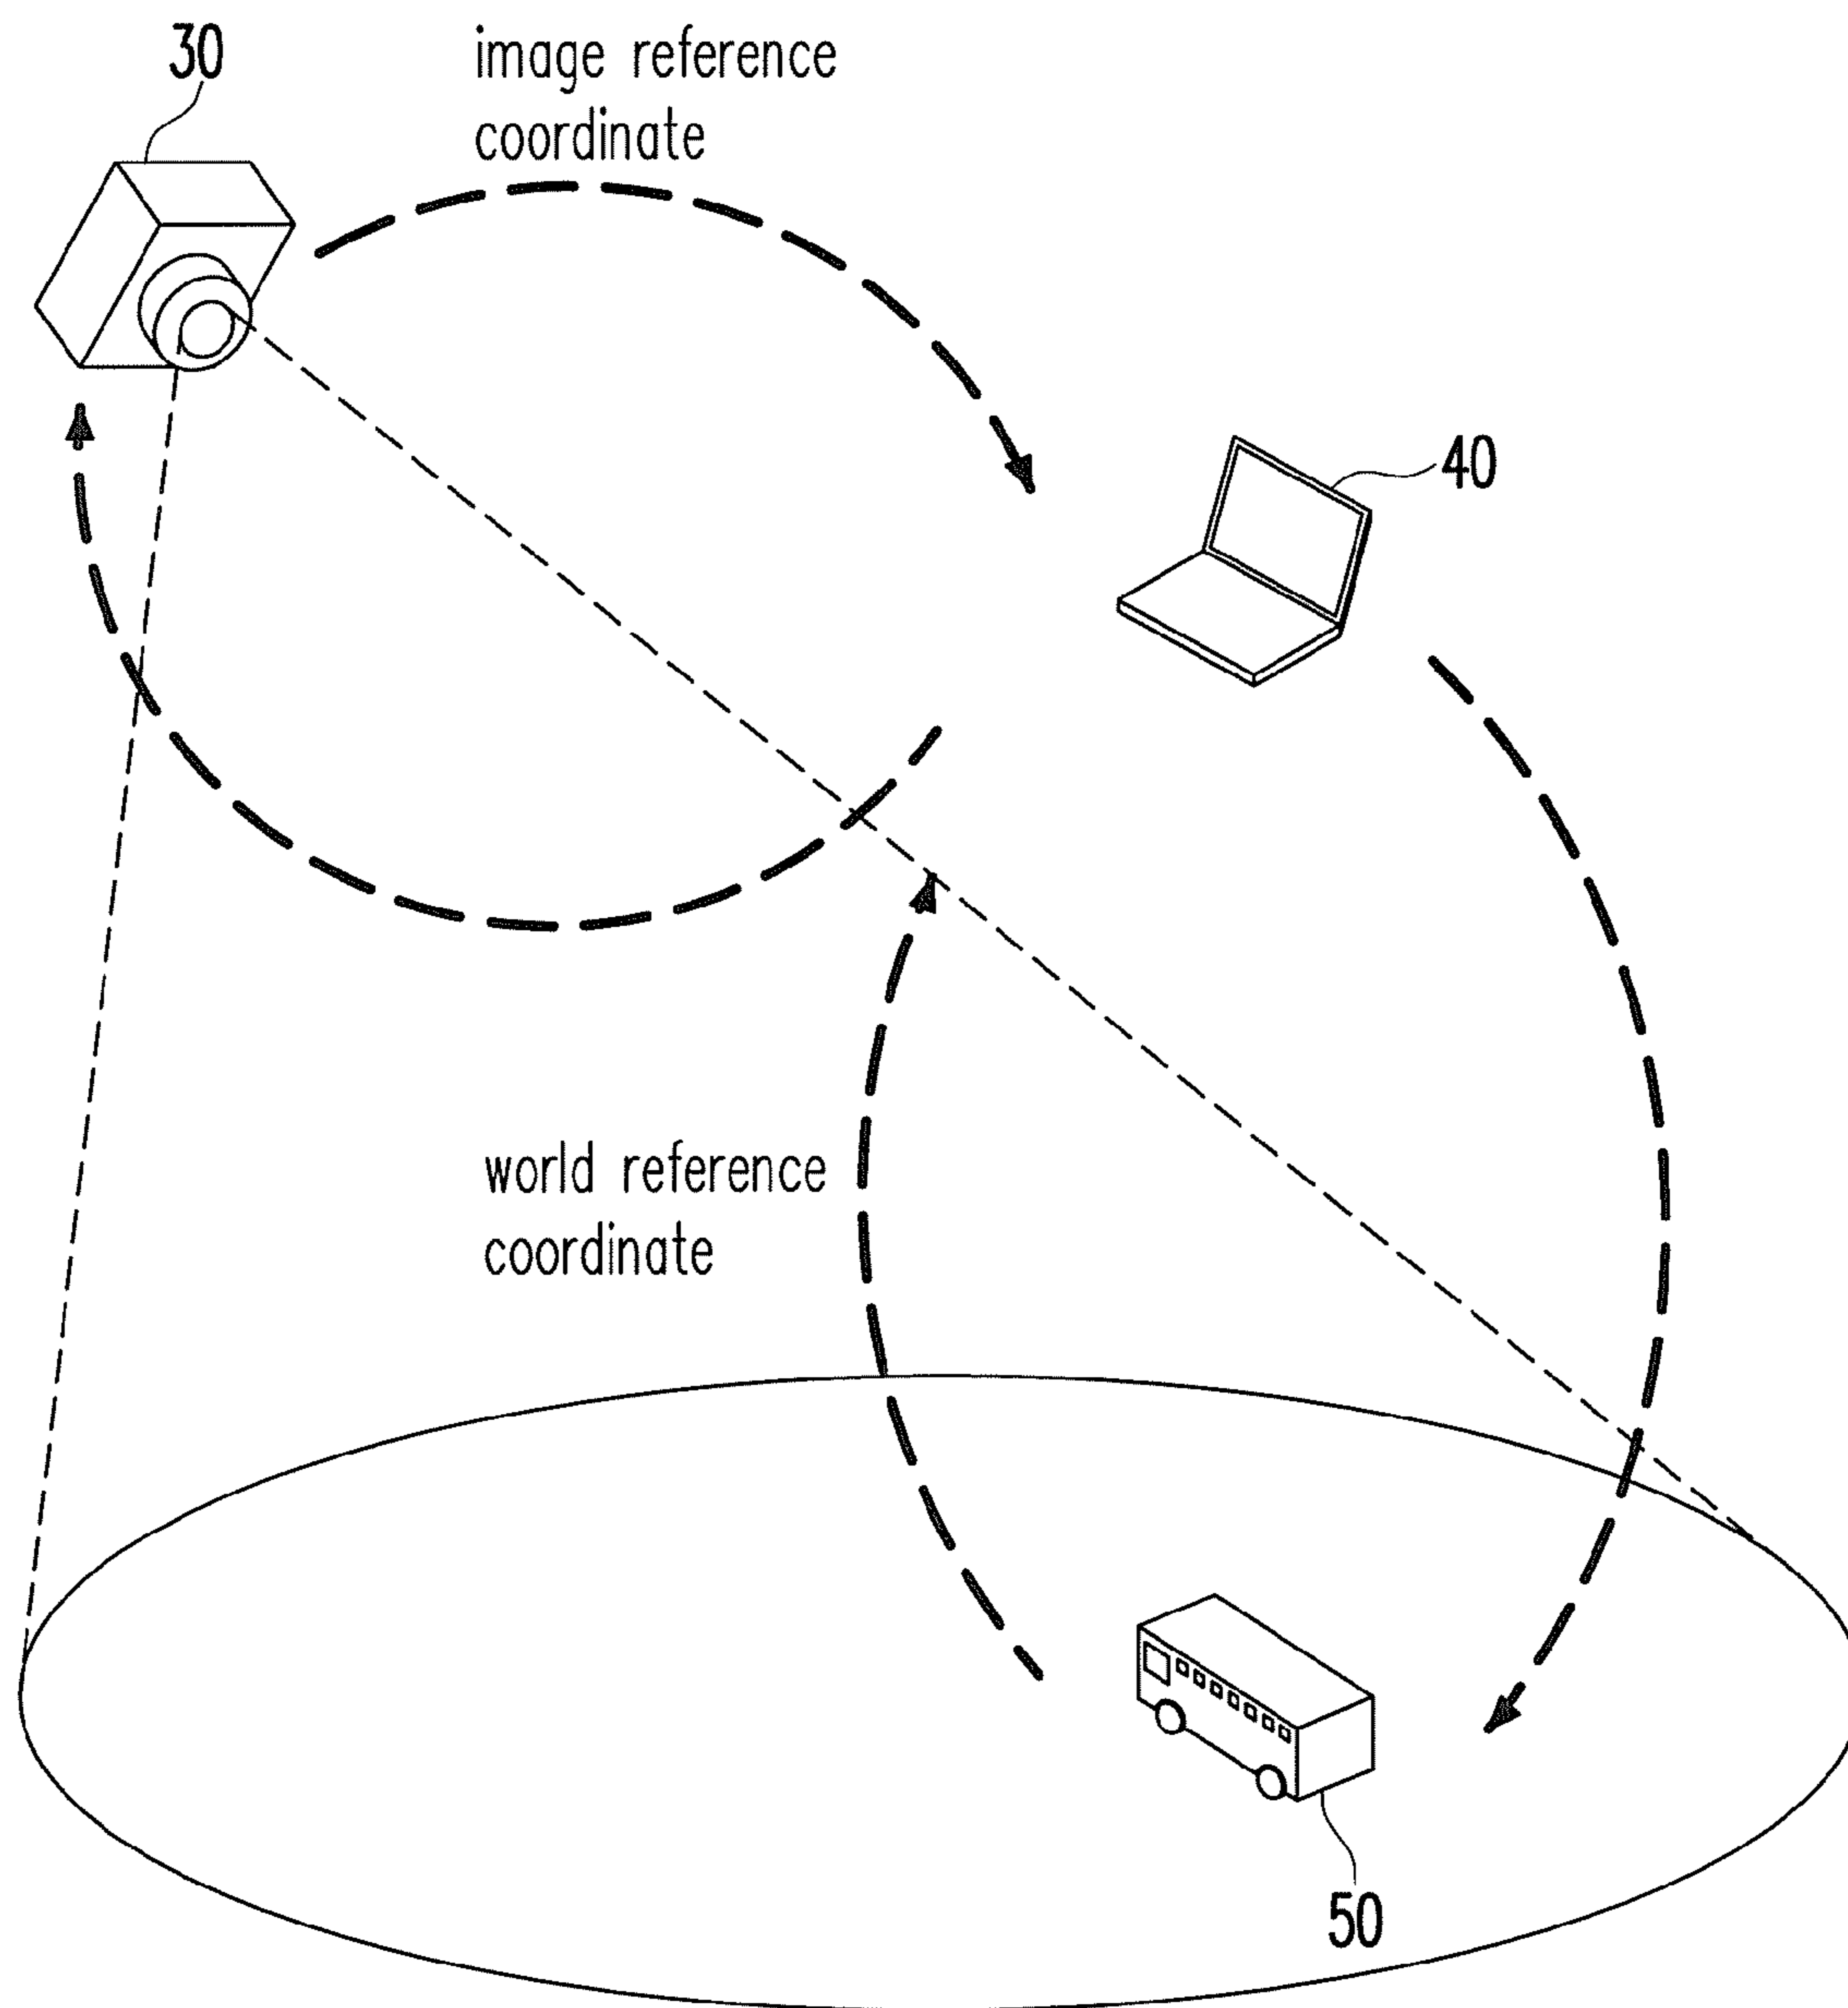 30
image reference
coordinate
40
world reference
coordinate
50